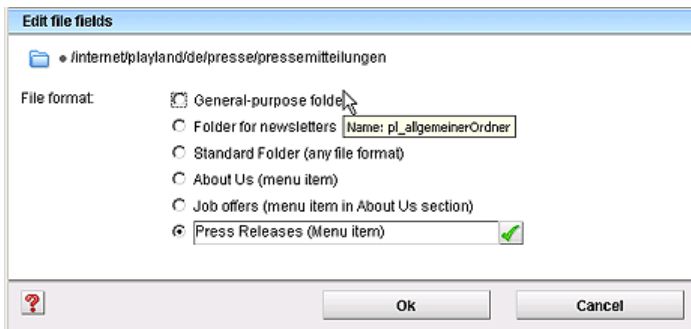 Edit file fields
/internet/playland/de/presse/pressemitteilungen
File format:
General-purpose folde
Folder for newsletters
Name: pl_allgemeinerOrdner
Standard Folder (any file format)
About Us (menu item)
Job offers (menu item in About Us section)
Press Releases (Menu item)
?
Ok
Cancel